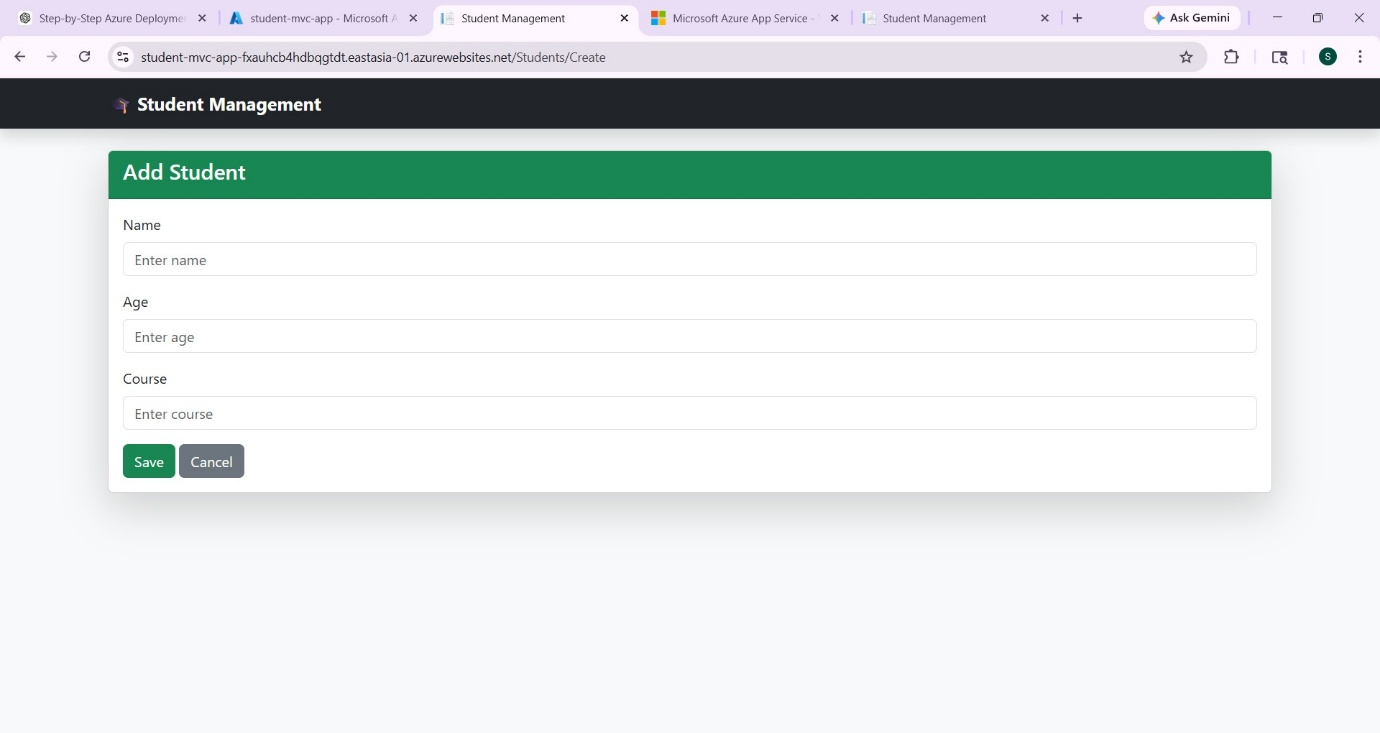 Step-by-Step Azure Deployme
student-mvc-app - Microsoft A
Student Management
Microsoft Azure App Service -
Student Management
Ask Gemini
student-mvc-app-fxauhcb4hdbqgtdt.eastasia-01.azurewebsites.net/Students/Create
S
Student Management
Add Student
Name
Enter name
Age
Enter age
Course
Enter course
Save Cancel